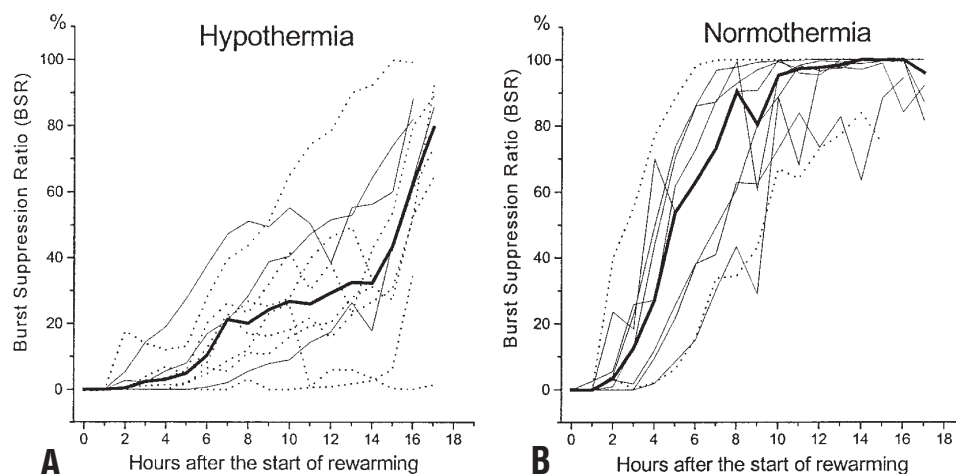 %
Hypothermia
100
80
60
40
20
0
Burst Suppression Ratio (BSR)
0 2 4 6 8 10 12 14 16 18
Hours after the start of rewarming
A
%
Normothermia
100
80
60
40
20
0
Burst Suppression Ratio (BSR)
0 2 4 6 8 10 12 14 16 18
Hours after the start of rewarming
B